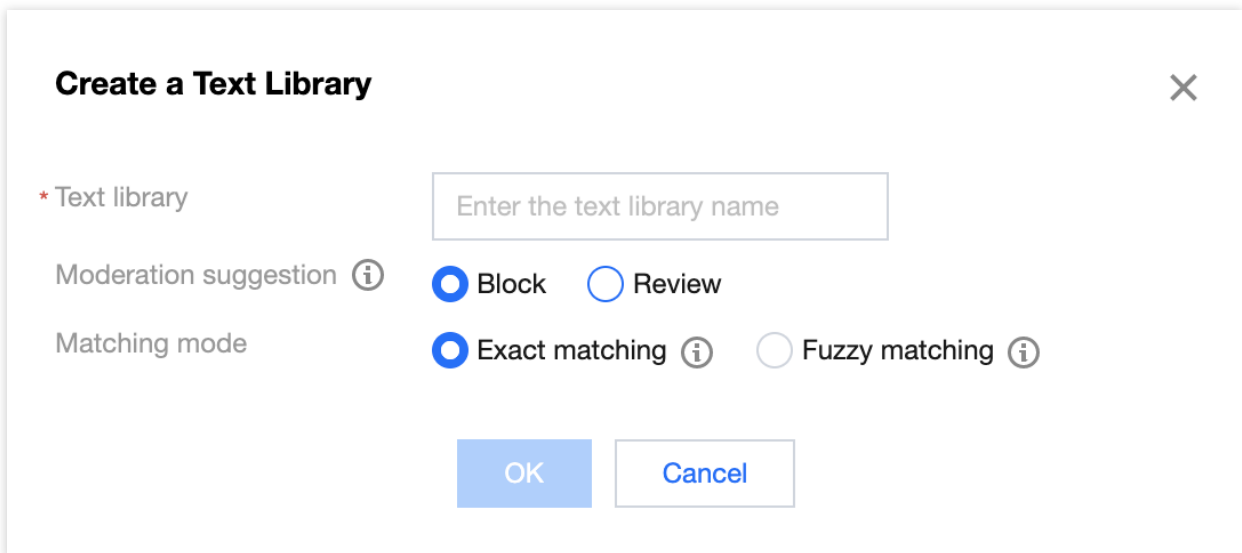 Create a Text Library
* Text library
Enter the text library name
Moderation suggestion
Block Review
Matching mode
Exact matching Fuzzy matching
OK Cancel